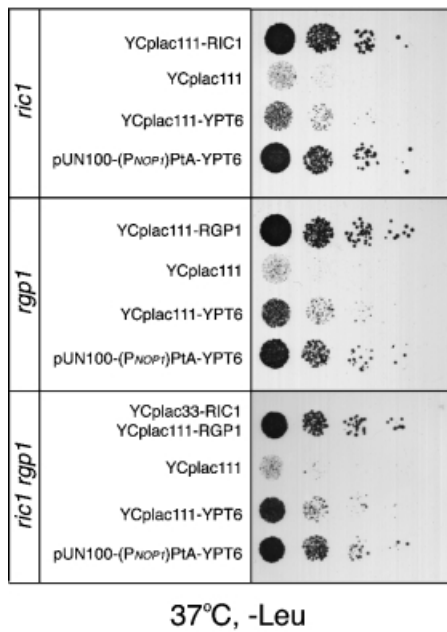 ric1
YCplac111-RIC1
YCplac111
YCplac111-YPT6
pUN100-(PNOP1)PtA-YPT6
rgp1
YCplac111-RGP1
YCplac111
YCplac111-YPT6
pUN100-(PNOP1)PtA-YPT6
ric1 rgp1
YCplac33-RIC1
YCplac111-RGP1
YCplac111
YCplac111-YPT6
pUN100-(PNOP1)PtA-YPT6
37°C, -Leu